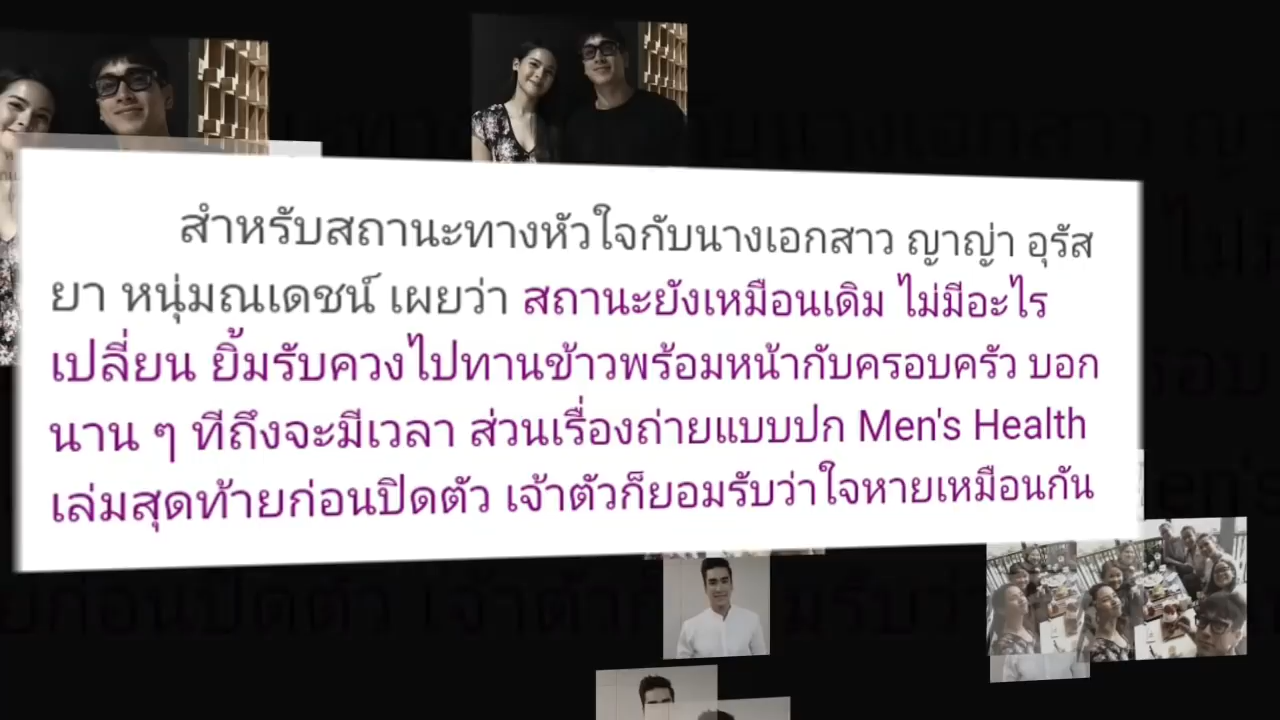 สำหรับสถานะทางหัวใจกับนางเอกสาว ญาญ่า อุรัส
ยา หนุ่มณเดชน์ เผยว่า สถานะยังเหมือนเดิม ไม่มีอะไร
เปลี่ยน ยิ้มรับควงไปทานข้าวพร้อมหน้ากับครอบครัว บอก
นาน ๆ ทีถึงจะมีเวลา ส่วนเรื่องถ่ายแบบปก Men's Health
เล่มสุดท้ายก่อนปิดตัว เจ้าตัวก็ยอมรับว่าใจหายเหมือนกัน